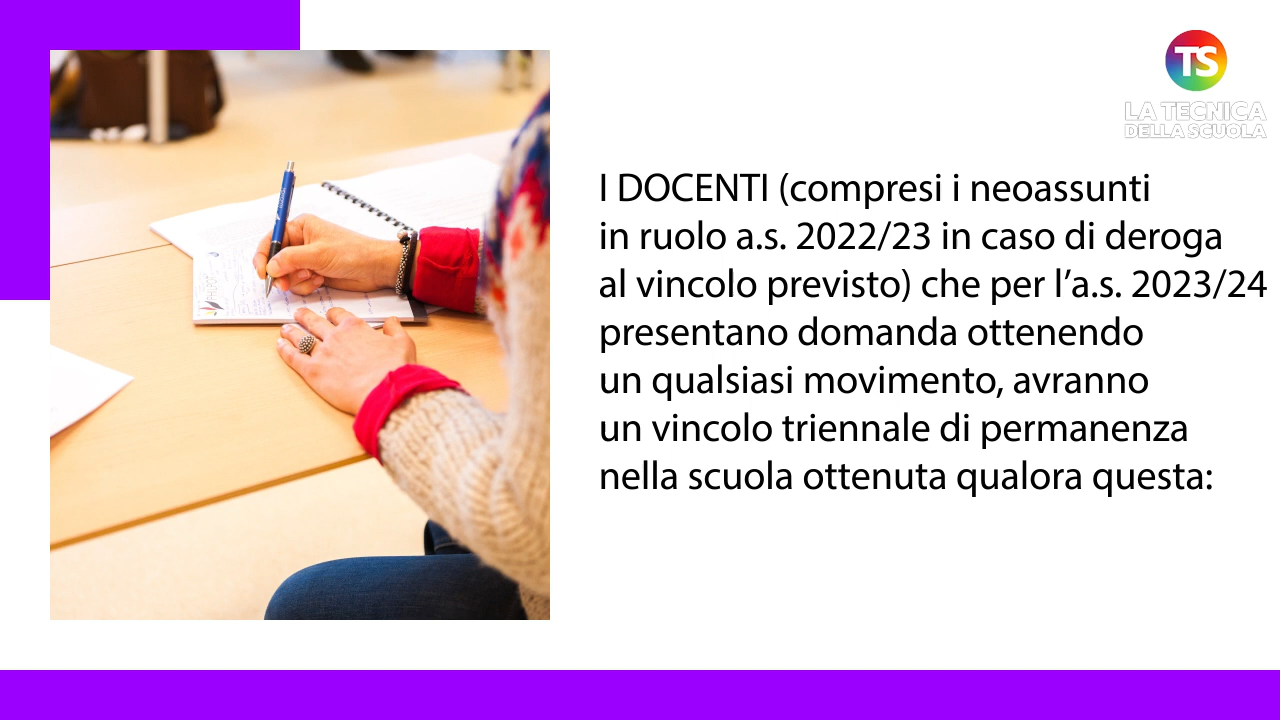 TS
LA TECNICA
DELLA SCUOLA
I DOCENTI (compresi i neoassunti
in ruolo a.s. 2022/23 in caso di deroga
al vincolo previsto) che per l’a.s. 2023/24
presentano domanda ottenendo
un qualsiasi movimento, avranno
un vincolo triennale di permanenza
nella scuola ottenuta qualora questa: